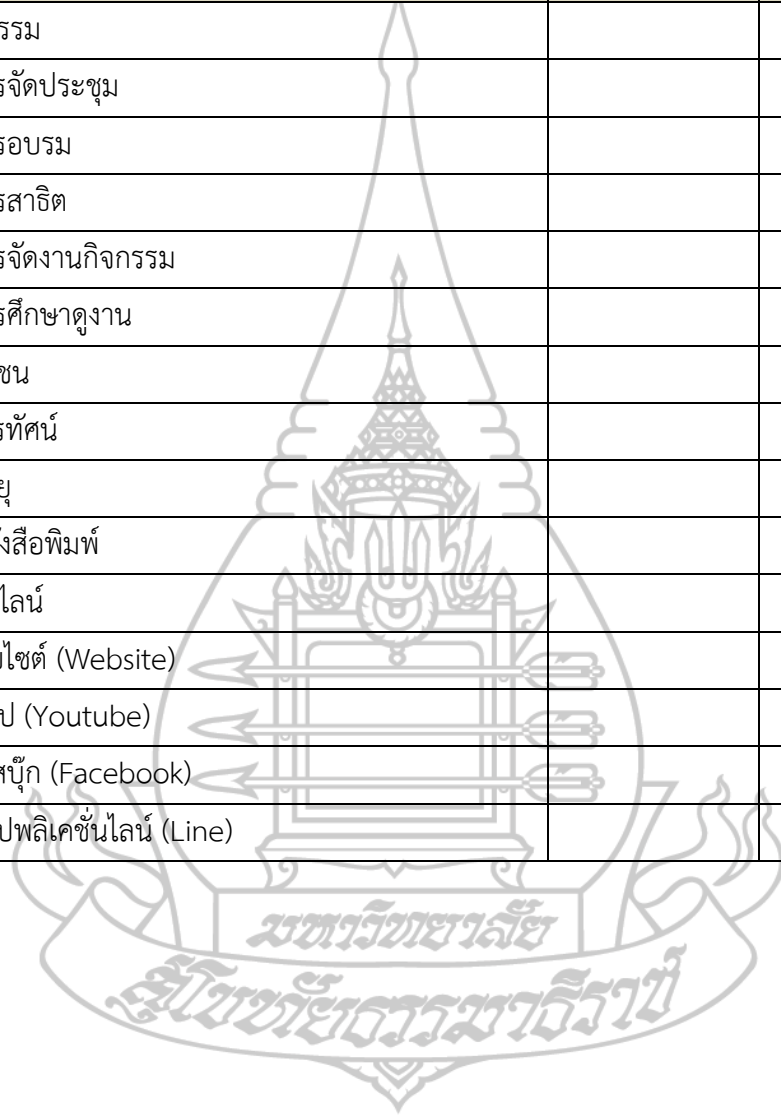 รรม
รจัดประชุม
รอบรม
รสาธิต
รจัดงานกิจกรรม
รศึกษาดูงาน
ชน
รทัศน์
ยุ
ังสือพิมพ์
ไลน์
ไซต์ (Website)
ูป (Youtube)
สบุ๊ก (Facebook)
ปพลิเคชั่นไลน์ (Line)
มหาวิทยาลัย
สุโขทัยธรรมาธิราช